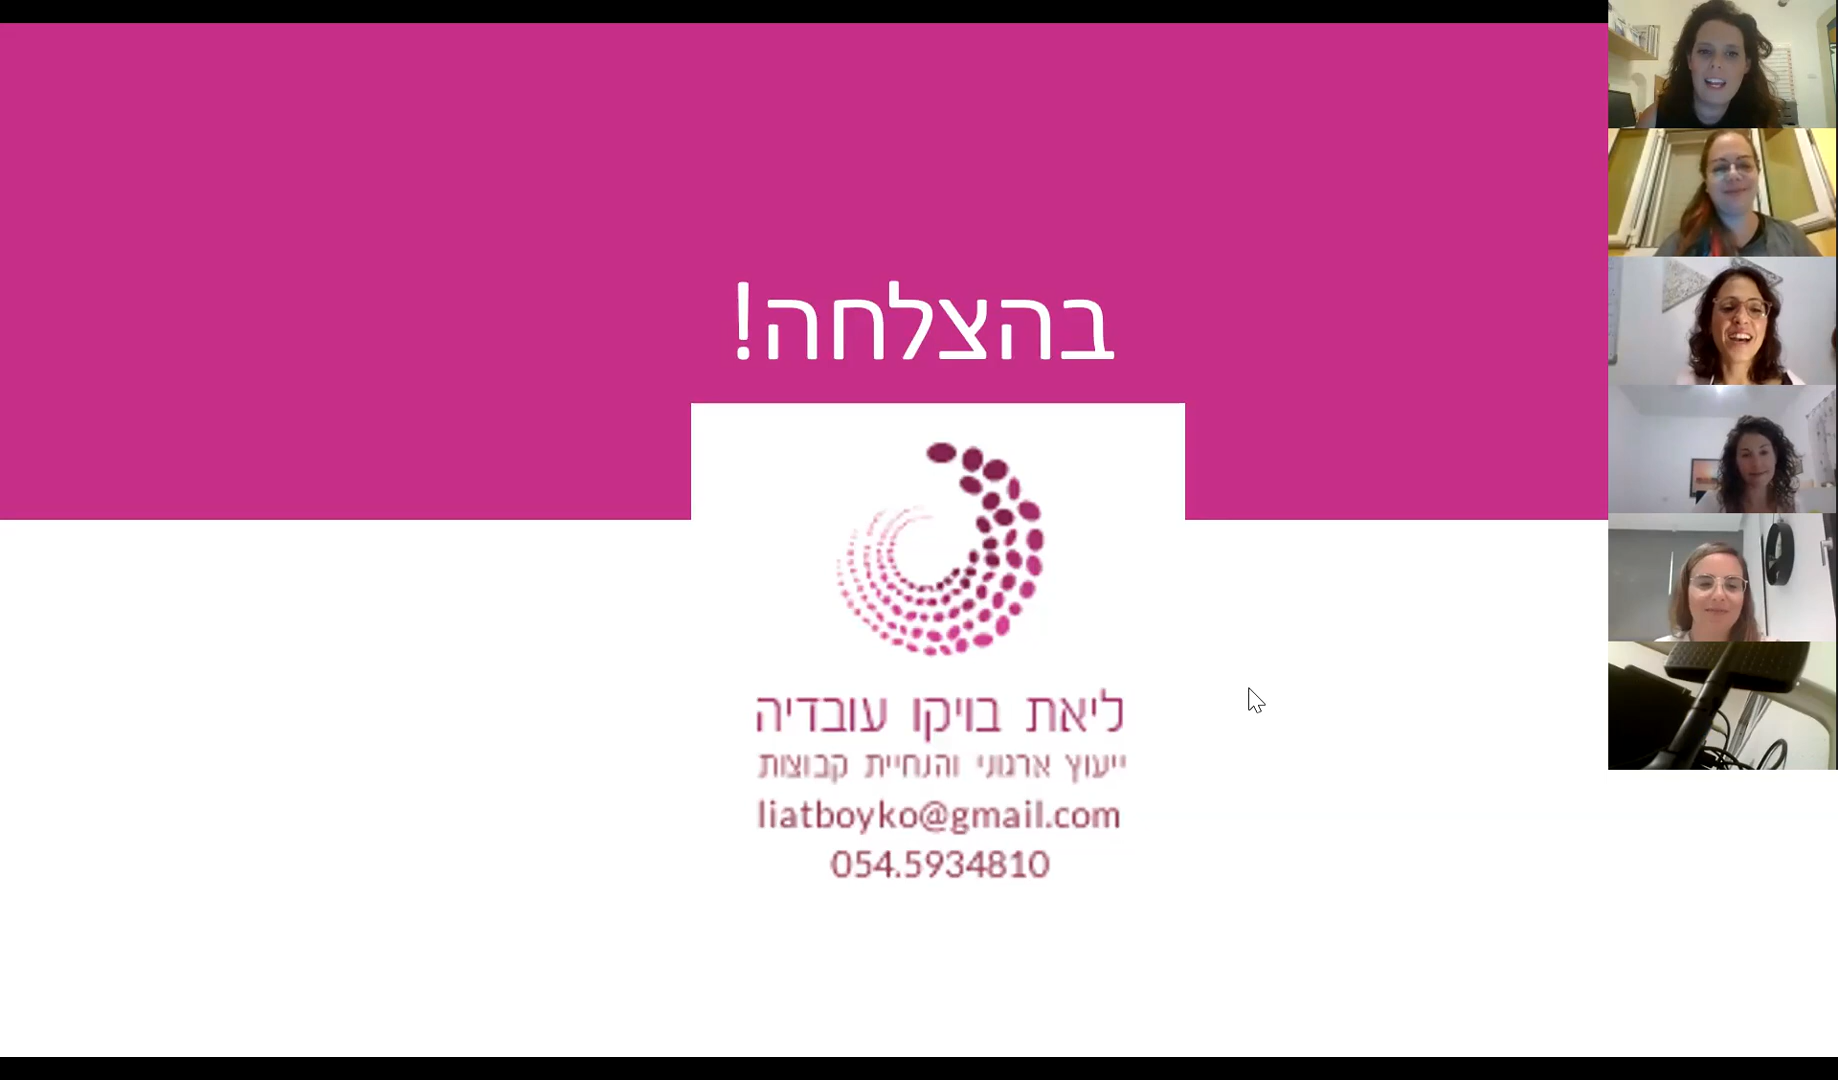 בהצלחה!
ליאת בויקו עובדיה
ייעוץ ארגוני והנחיית קבוצות
liatboyko@gmail.com
054.5934810